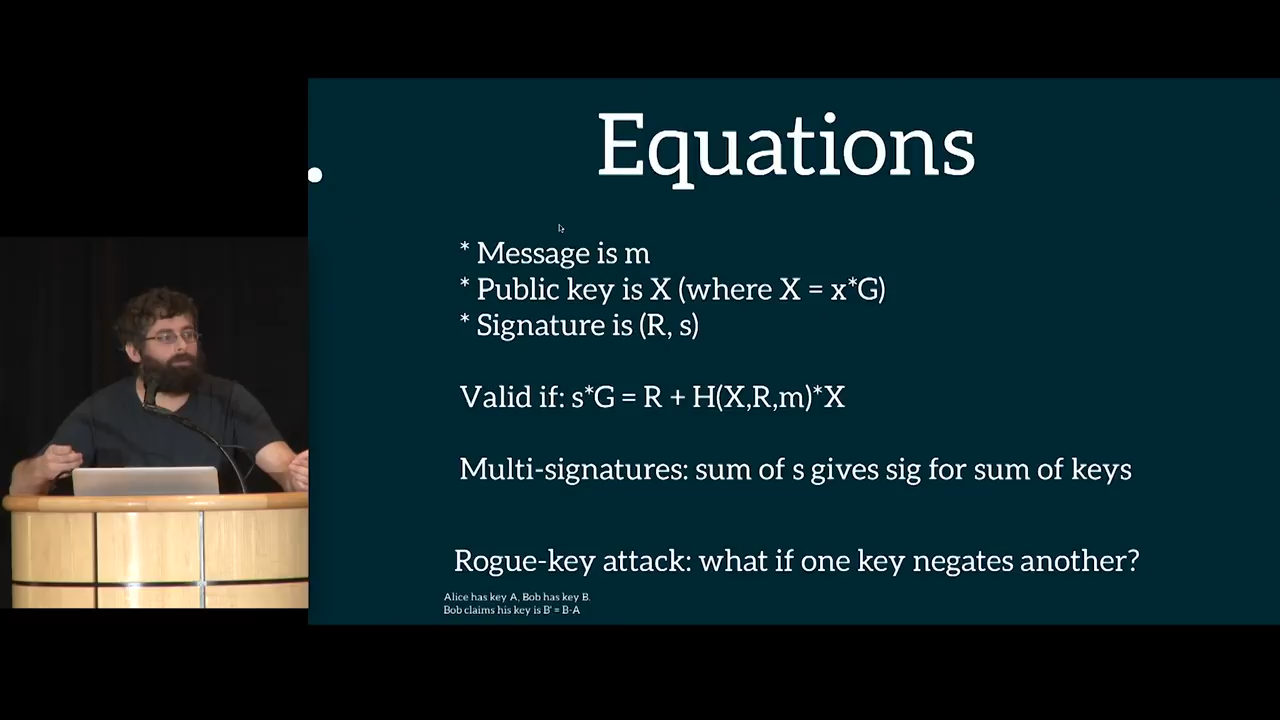 Equations
* Message is m
* Public key is X (where X = x*G)
* Signature is (R, s)
Valid if: s*G = R + H(X,R,m)*X
Multi-signatures: sum of s gives sig for sum of keys
Rogue-key attack: what if one key negates another?
Alice has key A, Bob has key B.
Bob claims his key is B' = B-A